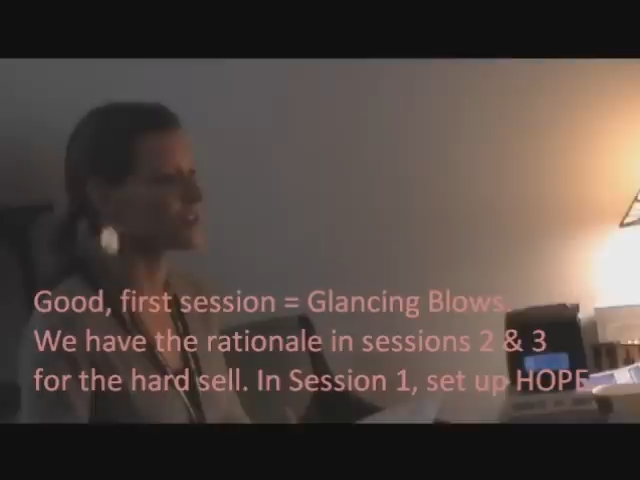 Good, first session = Glancing Blows.
We have the rationale in sessions 2 & 3
for the hard sell. In Session 1, set up HOPE